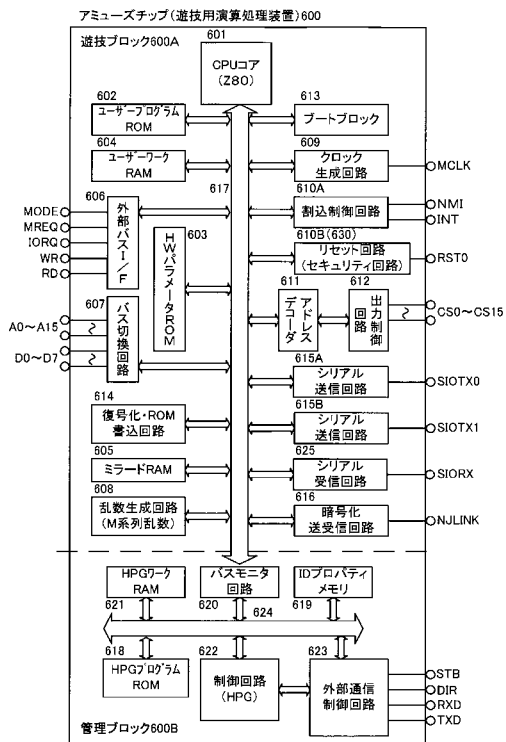 アミューズチップ(遊技用演算処理装置)600
遊技ブロック600A
601
CPUコア
(Z80)
602
ユーザープログラム
ROM
613
ブートブロック
604
ユーザーワーク
RAM
609
クロック
生成回路
MCLK
617
606
外部バスI/F
MODE
MREQ
IORQ
WR
RD
603
HWパラメータROM
610A
割込制御回路
NMI
INT
610B(630)
リセット回路
(セキュリティ回路)
RST0
607
バス切換回路
A0～A15
D0～D7
611
アドレスデコーダ
612
出力制御回路
CS0～CS15
615A
シリアル
送信回路
SIOTX0
614
復号化・ROM
書込回路
615B
シリアル
送信回路
SIOTX1
605
ミラードRAM
625
シリアル
受信回路
SIORX
608
乱数生成回路
(M系列乱数)
616
暗号化
送受信回路
NJLINK
HPGワーク
RAM
621
バスモニタ
回路
620
IDプロパティ
メモリ
619
624
618
HPGプログラム
ROM
622
制御回路
(HPG)
623
外部通信
制御回路
STB
DIR
RXD
TXD
管理ブロック600B